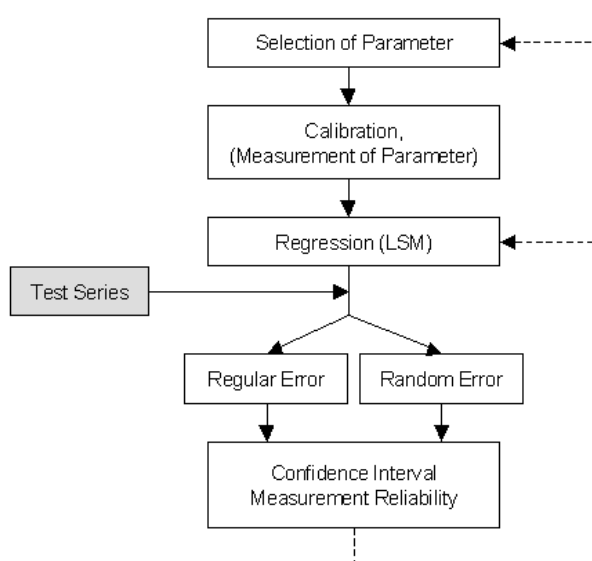 Selection of Parameter
Calibration,
(Measurement of Parameter)
Regression (LSM)
Test Series
Regular Error
Random Error
Confidence Interval
Measurement Reliability